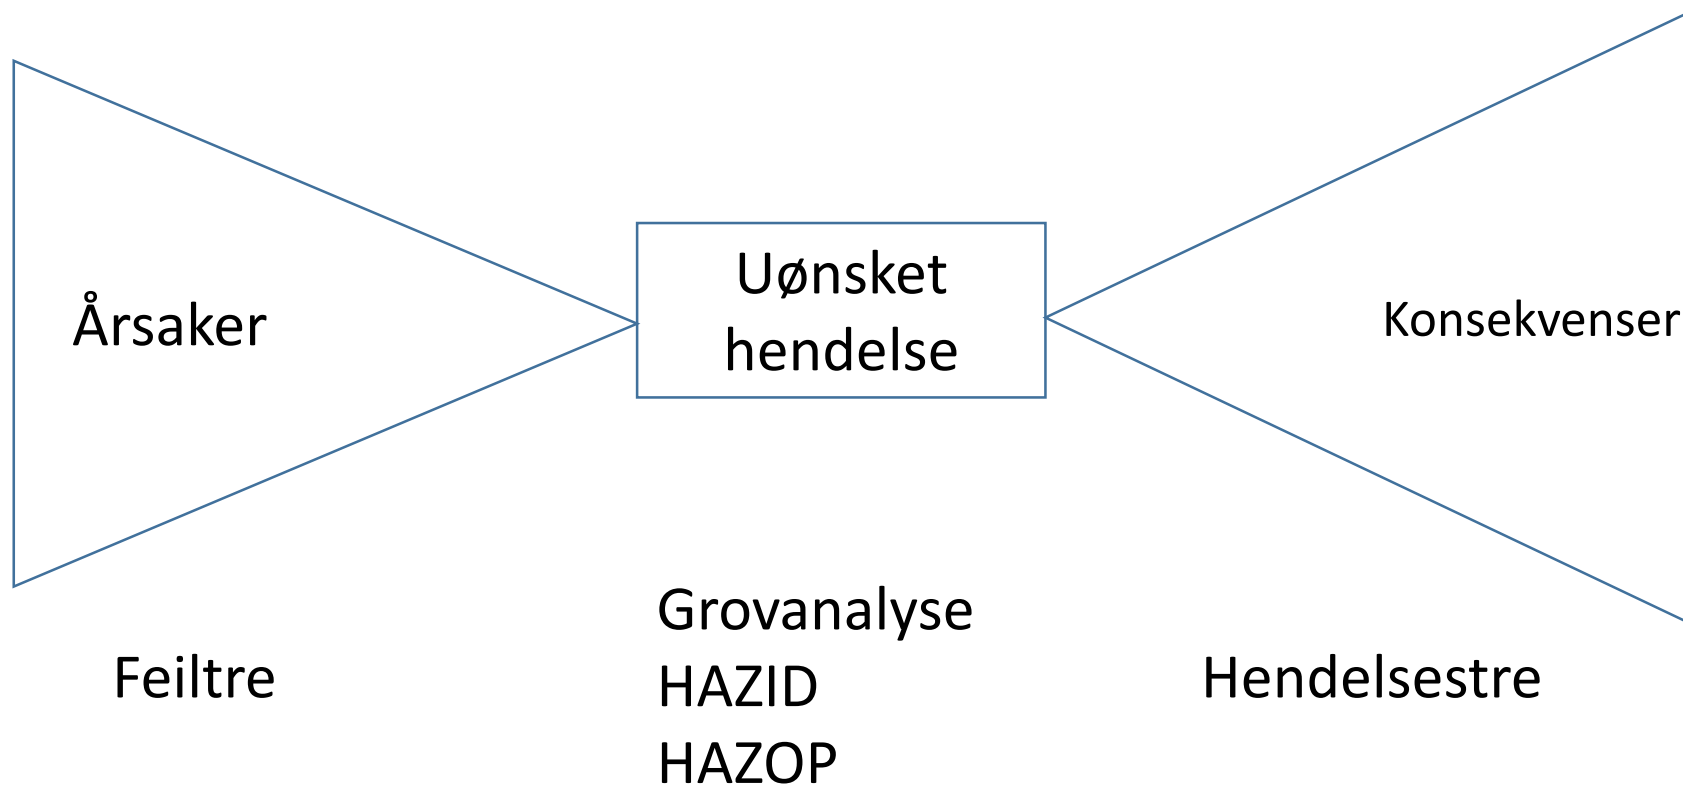 Årsaker
Uønsket
hendelse
Konsekvenser
Feiltre
Grovanalyse
HAZID
HAZOP
Hendelsestre